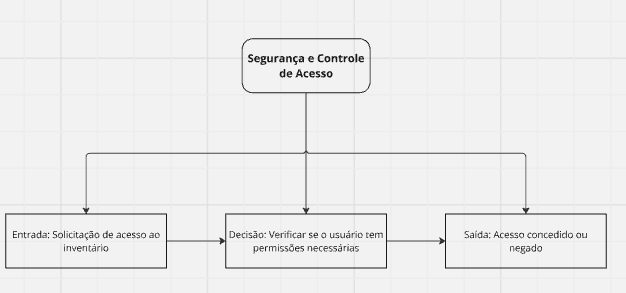 Segurança e Controle
de Acesso
Entrada: Solicitação de acesso ao
inventário
Decisão: Verificar se o usuário tem
permissões necessárias
Saída: Acesso concedido ou
negado